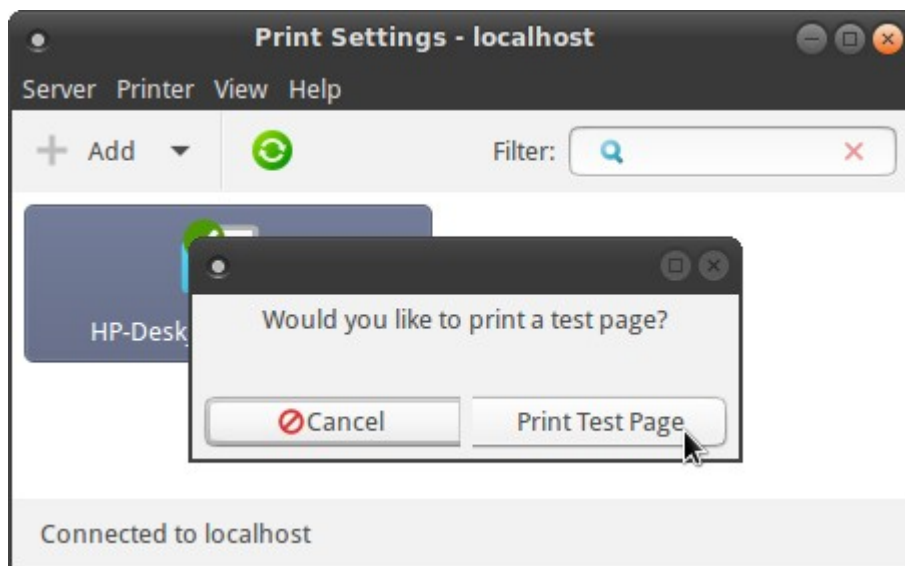 Print Settings - localhost
Server Printer View Help
Add
Filter:
Would you like to print a test page?
HP-Desk
Cancel
Print Test Page
Connected to localhost